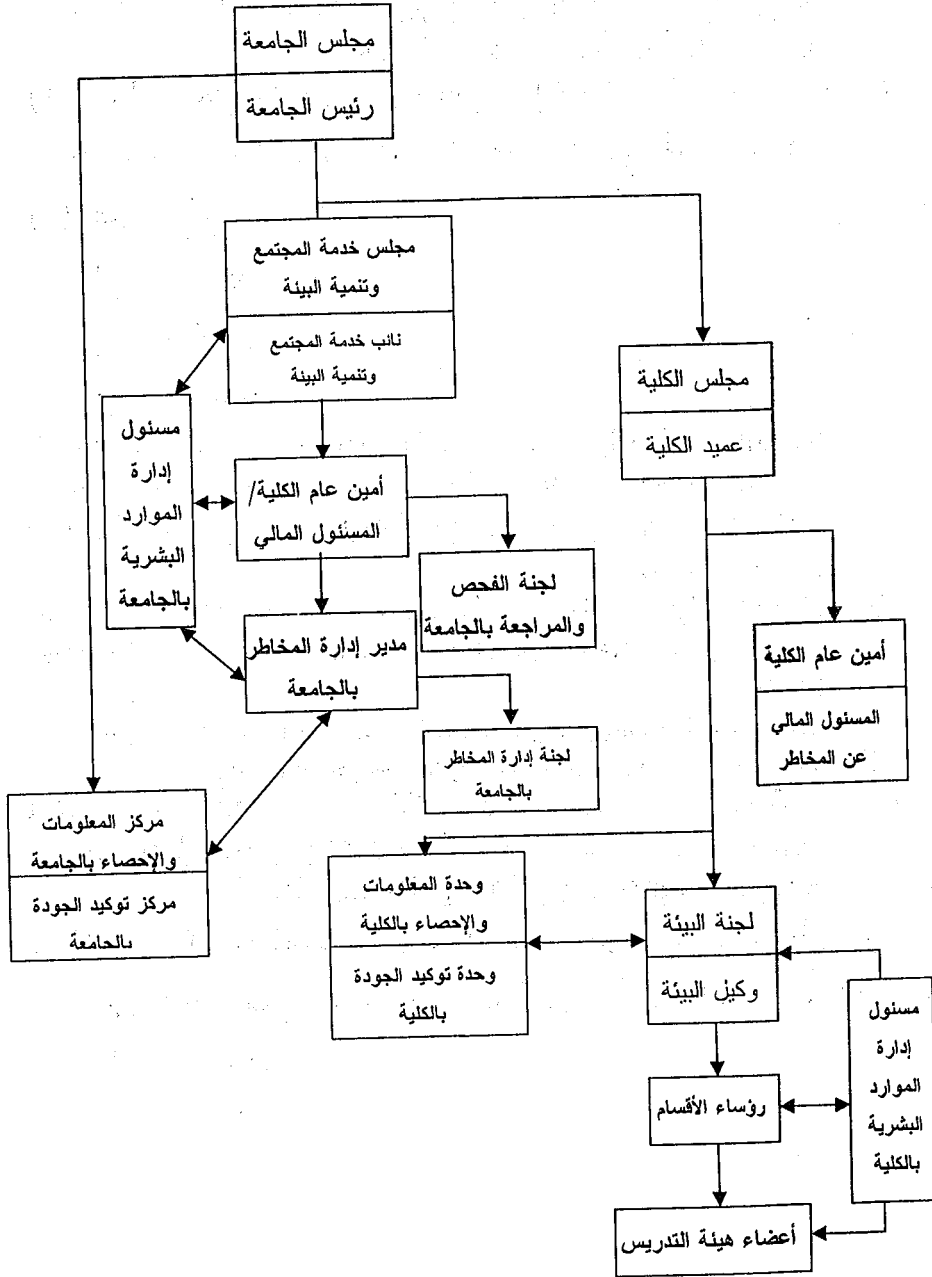 مجلس الجامعة
رئيس الجامعة
مجلس خدمة المجتمع
وتنمية البيئة
نائب خدمة المجتمع
وتنمية البيئة
مجلس الكلية
عميد الكلية
مسئول
إدارة
الموارد
البشرية
بالجامعة
أمين عام الكلية/
المسئول المالي
لجنة الفحص
والمراجعة بالجامعة
مدير إدارة المخاطر
بالجامعة
أمين عام الكلية
المسئول المالي
عن المخاطر
لجنة إدارة المخاطر
بالجامعة
مركز المعلومات
والإحصاء بالجامعة
مركز توكيد الجودة
بالجامعة
وحدة المعلومات
والإحصاء بالكلية
وحدة توكيد الجودة
بالكلية
لجنة البيئة
وكيل البيئة
مسئول
إدارة
الموارد
البشرية
بالكلية
رؤساء الأقسام
أعضاء هيئة التدريس